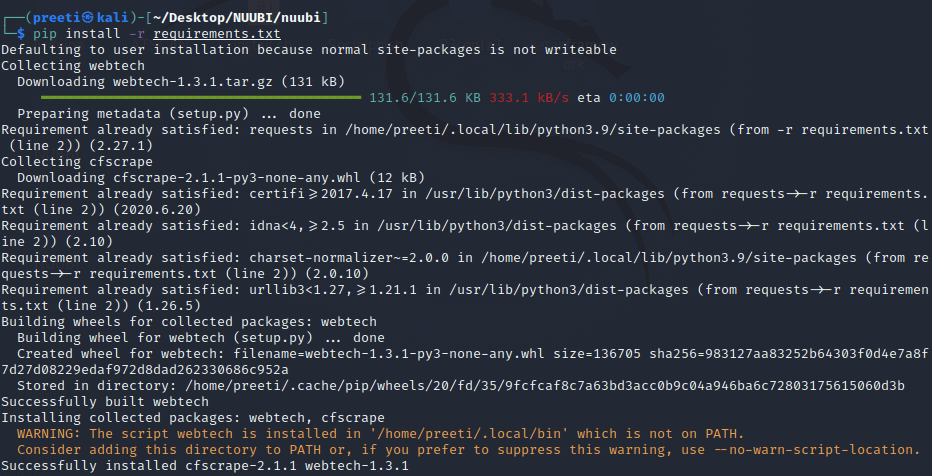 ┌──(preeti㉿kali)-[~/Desktop/NUUBI/nuubi]
└─$ pip install -r requirements.txt
Defaulting to user installation because normal site-packages is not writeable
Collecting webtech
  Downloading webtech-1.3.1.tar.gz (131 kB)
     ━━━━━━━━━━━━━━━━━━━━━━━━━━━━━━━━━━━━━━━━ 131.6/131.6 KB 333.1 kB/s eta 0:00:00
  Preparing metadata (setup.py) ... done
Requirement already satisfied: requests in /home/preeti/.local/lib/python3.9/site-packages (from -r requirements.txt
 (line 2)) (2.27.1)
Collecting cfscrape
  Downloading cfscrape-2.1.1-py3-none-any.whl (12 kB)
Requirement already satisfied: certifi>=2017.4.17 in /usr/lib/python3/dist-packages (from requests->-r requirements.
txt (line 2)) (2020.6.20)
Requirement already satisfied: idna<4,>=2.5 in /usr/lib/python3/dist-packages (from requests->-r requirements.txt (l
ine 2)) (2.10)
Requirement already satisfied: charset-normalizer~=2.0.0 in /home/preeti/.local/lib/python3.9/site-packages (from re
quests->-r requirements.txt (line 2)) (2.0.10)
Requirement already satisfied: urllib3<1.27,>=1.21.1 in /usr/lib/python3/dist-packages (from requests->-r requiremen
ts.txt (line 2)) (1.26.5)
Building wheels for collected packages: webtech
  Building wheel for webtech (setup.py) ... done
  Created wheel for webtech: filename=webtech-1.3.1-py3-none-any.whl size=136705 sha256=983127aa83252b64303f0d4e7a8f
7d27d08229edaf972d8dad262330686c952a
  Stored in directory: /home/preeti/.cache/pip/wheels/20/fd/35/9fcfcaf8c7a63bd3acc0b9c04a946ba6c72803175615060d3b
Successfully built webtech
Installing collected packages: webtech, cfscrape
  WARNING: The script webtech is installed in '/home/preeti/.local/bin' which is not on PATH.
  Consider adding this directory to PATH or, if you prefer to suppress this warning, use --no-warn-script-location.
Successfully installed cfscrape-2.1.1 webtech-1.3.1